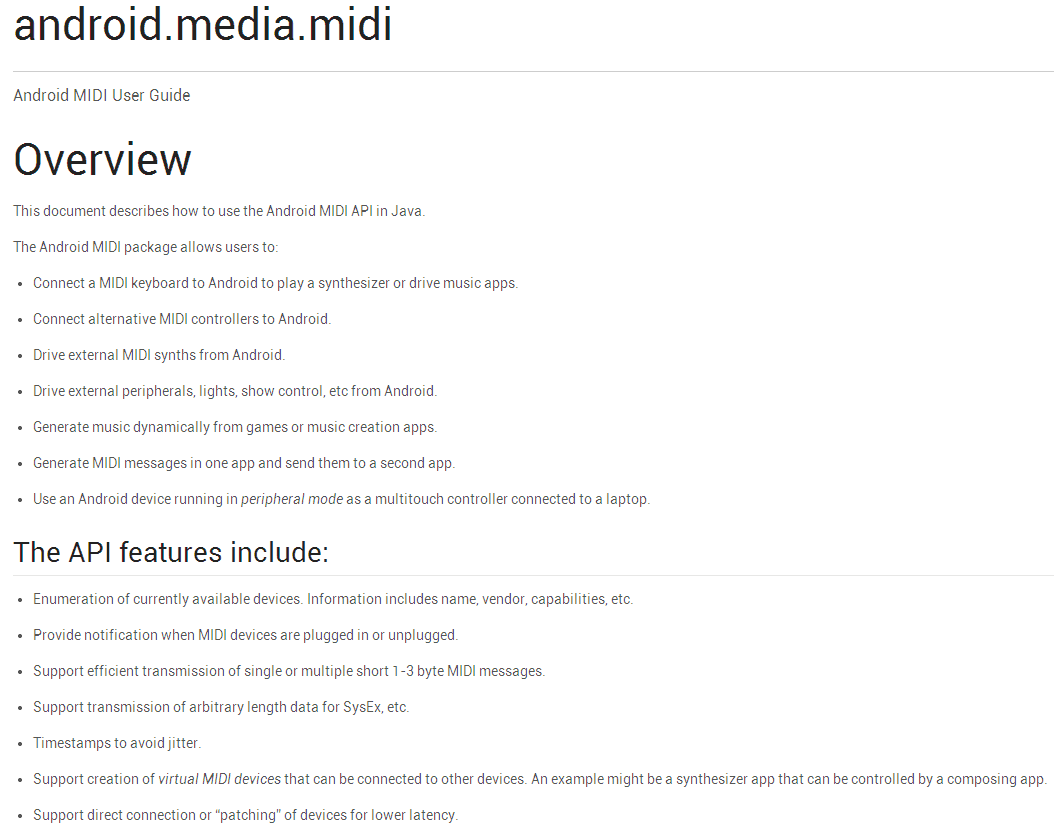 android.media.midi
Android MIDI User Guide
Overview
This document describes how to use the Android MIDI API in Java.
The Android MIDI package allows users to:
• Connect a MIDI keyboard to Android to play a synthesizer or drive music apps.
• Connect alternative MIDI controllers to Android.
• Drive external MIDI synths from Android.
• Drive external peripherals, lights, show control, etc from Android.
• Generate music dynamically from games or music creation apps.
• Generate MIDI messages in one app and send them to a second app.
• Use an Android device running in peripheral mode as a multitouch controller connected to a laptop.
The API features include:
• Enumeration of currently available devices. Information includes name, vendor, capabilities, etc.
• Provide notification when MIDI devices are plugged in or unplugged.
• Support efficient transmission of single or multiple short 1-3 byte MIDI messages.
• Support transmission of arbitrary length data for SysEx, etc.
• Timestamps to avoid jitter.
• Support creation of virtual MIDI devices that can be connected to other devices. An example might be a synthesizer app that can be controlled by a composing app.
• Support direct connection or “patching” of devices for lower latency.